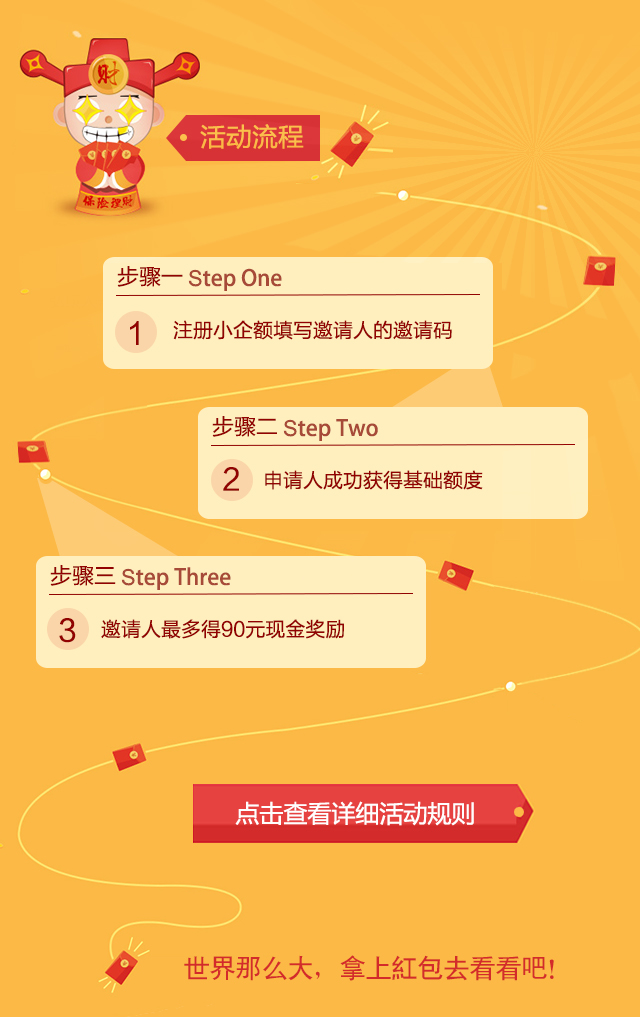 财
活动流程
保险理财
步骤一 Step One
1 注册小企额填写邀请人的邀请码
步骤二 Step Two
2 申请人成功获得基础额度
步骤三 Step Three
3 邀请人最多得90元现金奖励
点击查看详细活动规则
世界那么大，拿上紅包去看看吧!